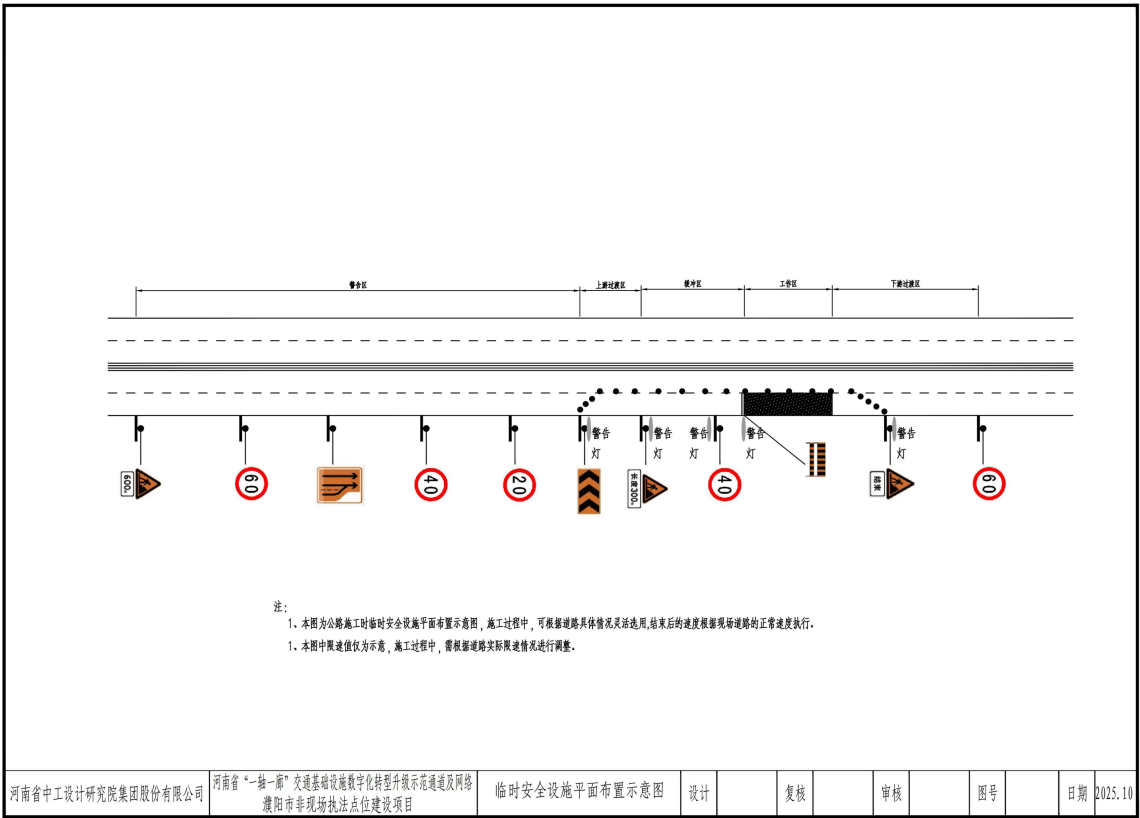 警告区
上游过渡区
缓冲区
工作区
下游过渡区
警告
灯
警告
灯
警告
灯
警告
灯
警告
灯
600m
60
40
20
长度300m
40
结束
60
注：
1、本图为公路施工时临时安全设施平面布置示意图，施工过程中，可根据道路具体情况灵活选用,结束后的速度根据现场道路的正常速度执行。
1、本图中限速值仅为示意，施工过程中，需根据道路实际限速情况进行调整。
河南省中工设计研究院集团股份有限公司
河南省“一轴一廊”交通基础设施数字化转型升级示范通道及网络
濮阳市非现场执法点位建设项目
临时安全设施平面布置示意图
设计
复核
审核
图号
日期
2025.10